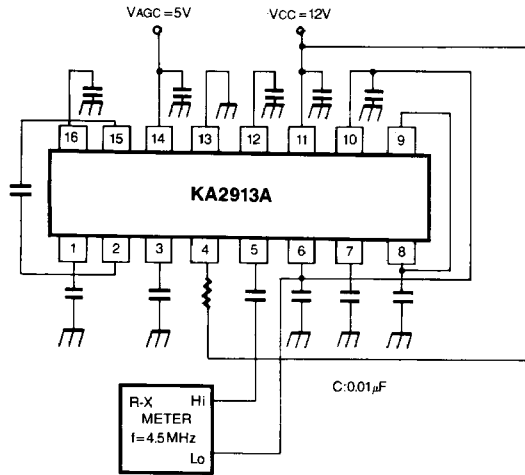 VAGC=5V
VCC=12V
16 15 14 13 12 11 10 9
KA2913A
1 2 3 4 5 6 7 8
C:0.01μF
R-X Hi
METER
f=4.5MHz
Lo